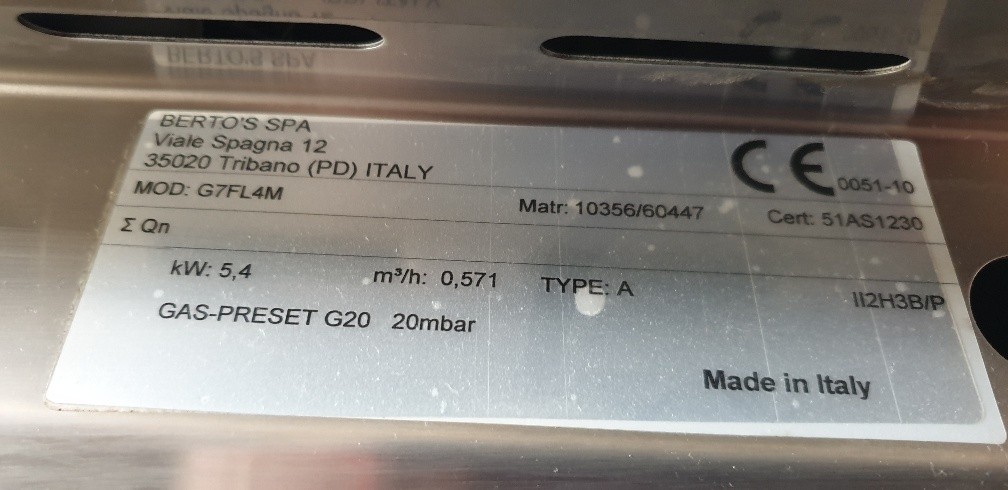 BERTO'S SPA
Viale Spagna 12
35020 Tribano (PD) ITALY
CE 0051-10
MOD: G7FL4M Matr: 10356/60447 Cert: 51AS1230
Σ Qn
kW: 5,4 m³/h: 0,571 TYPE: A II2H3B/P
GAS-PRESET G20 20mbar
Made in Italy